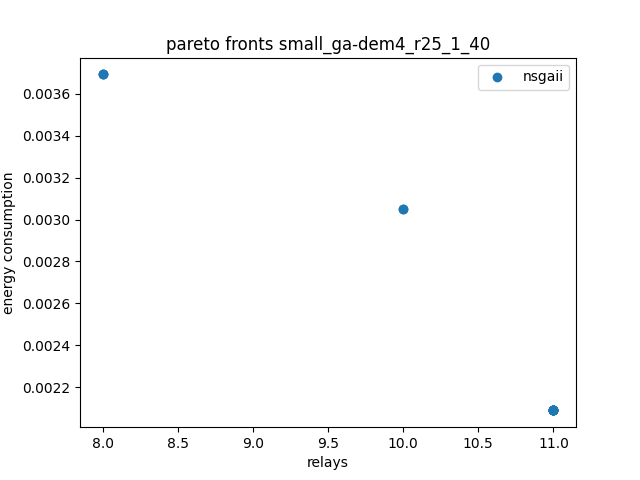 pareto fronts small_ga-dem4_r25_1_40
nsgaii
energy consumption
0.0036
0.0034
0.0032
0.0030
0.0028
0.0026
0.0024
0.0022
8.0 8.5 9.0 9.5 10.0 10.5 11.0
relays